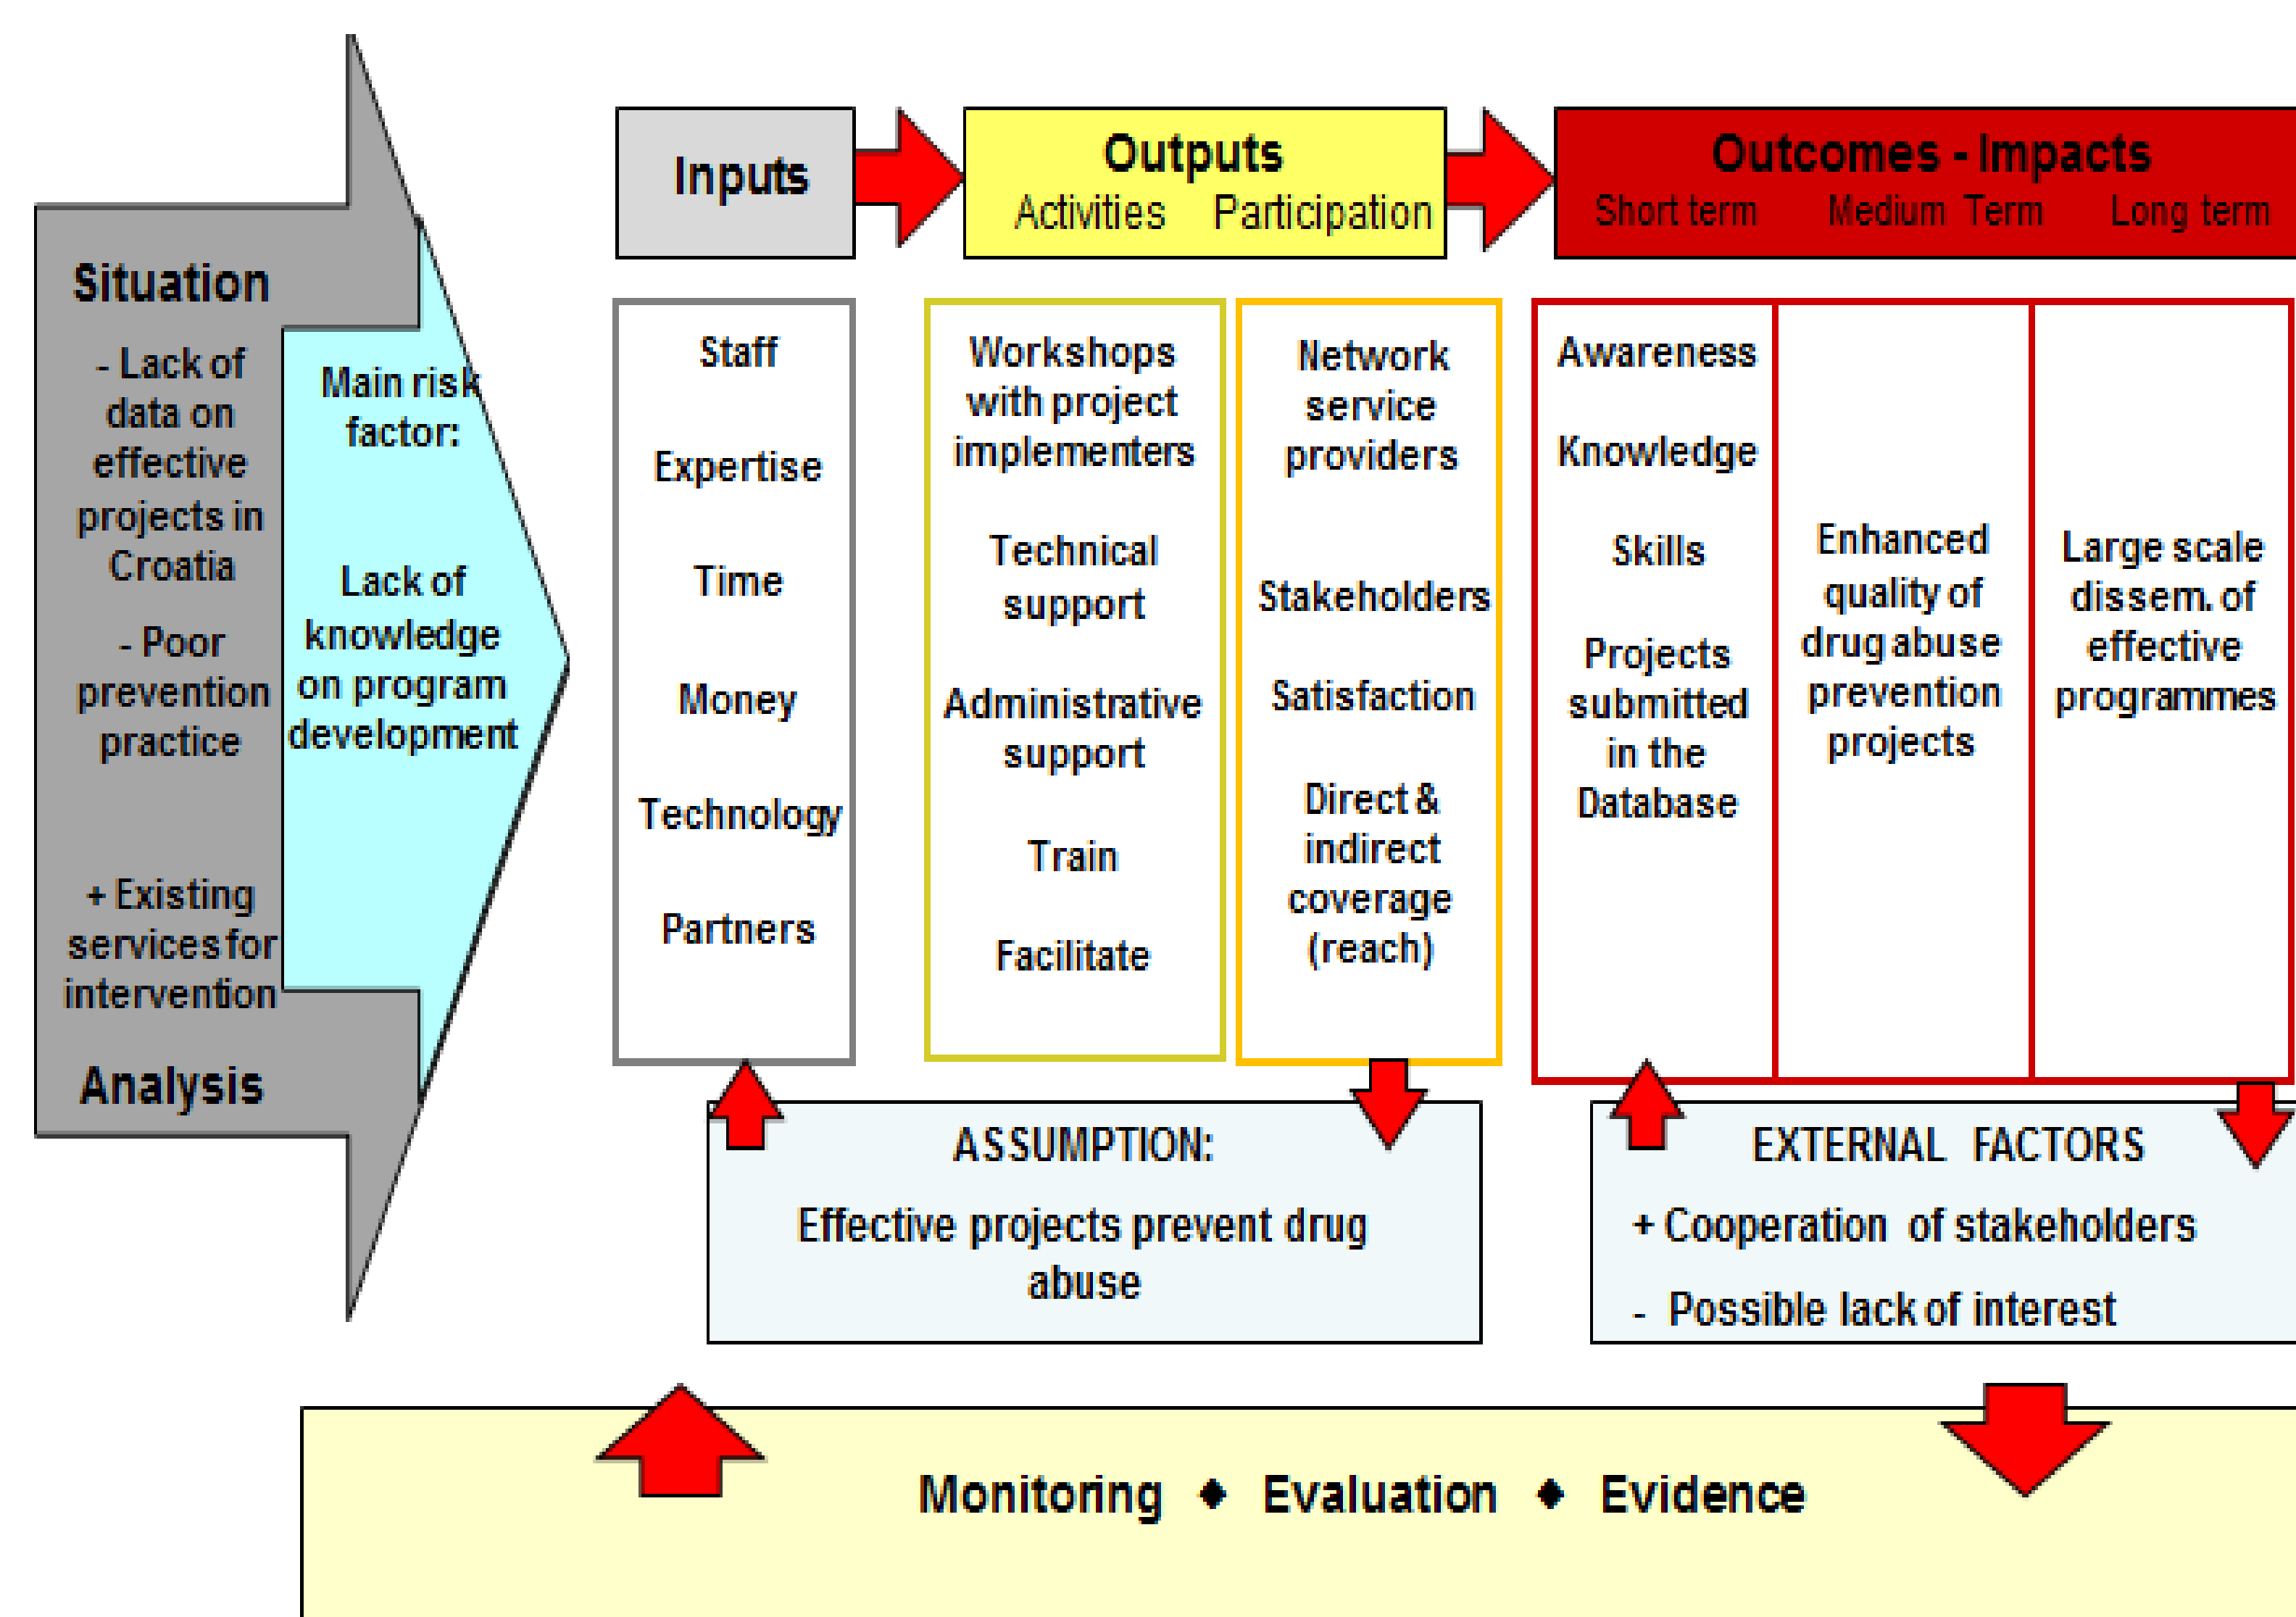 Situation
- Lack of
data on
effective
projects in
Croatia
- Poor
prevention
practice
+ Existing
services for
intervention
Analysis
Main risk
factor:
Lack of
knowledge
on program
development
Inputs
Staff
Expertise
Time
Money
Technology
Partners
Outputs
Activities Participation
Workshops
with project
implementers
Technical
support
Administrative
support
Train
Facilitate
Network
service
providers
Stakeholders
Satisfaction
Direct &
indirect
coverage
(reach)
Outcomes - Impacts
Short term Medium Term Long term
Awareness
Knowledge
Skills
Projects
submitted
in the
Database
Enhanced
quality of
drug abuse
prevention
projects
Large scale
dissem. of
effective
programmes
ASSUMPTION:
Effective projects prevent drug
abuse
EXTERNAL FACTORS
+ Cooperation of stakeholders
- Possible lack of interest
Monitoring ♦ Evaluation ♦ Evidence